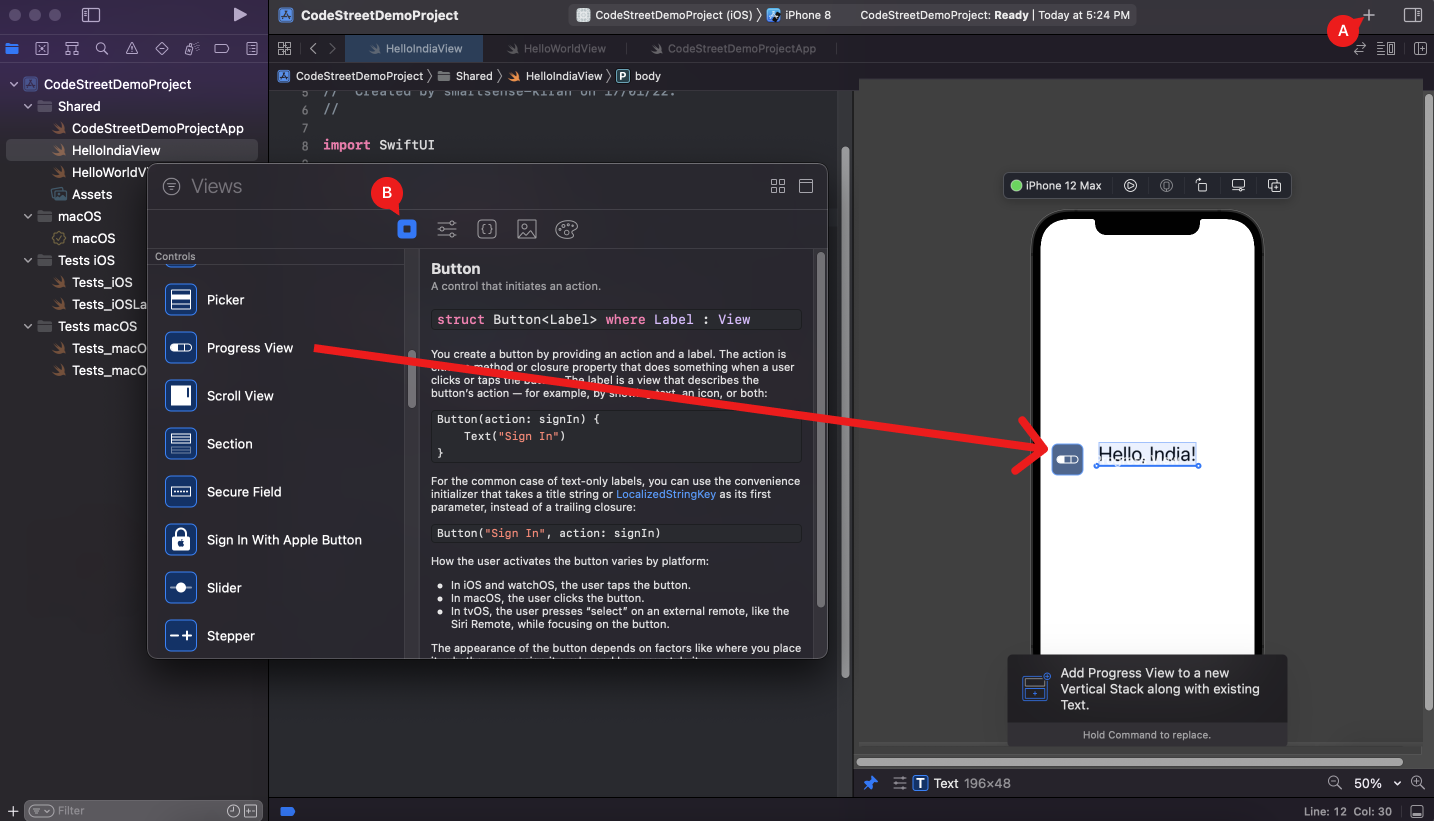 CodeStreetDemoProject
CodeStreetDemoProject (iOS) 〉 iPhone 8
CodeStreetDemoProject: Ready | Today at 5:24 PM
A
HelloIndiaView
HelloWorldView
CodeStreetDemoProjectApp
CodeStreetDemoProject 〉 Shared 〉 HelloIndiaView 〉 P body
CodeStreetDemoProject
Shared
CodeStreetDemoProjectApp
HelloIndiaView
HelloWorldV
Assets
macOS
macOS
Tests iOS
Tests_iOS
Tests_iOSLa
Tests macOS
Tests_macO
Tests_macO
Filter
5 // Created by smartsense-kiran on 17/01/22.
6 //
7
8 import SwiftUI
9
Views
B
Controls
Picker
Progress View
Scroll View
Section
Secure Field
Sign In With Apple Button
Slider
Stepper
Button
A control that initiates an action.
struct Button<Label> where Label : View
You create a button by providing an action and a label. The action is
either a method or closure property that does something when a user
clicks or taps the button. The label is a view that describes the
button's action — for example, by showing text, an icon, or both:
Button(action: signIn) {
Text("Sign In")
}
For the common case of text-only labels, you can use the convenience
initializer that takes a title string or LocalizedStringKey as its first
parameter, instead of a trailing closure:
Button("Sign In", action: signIn)
How the user activates the button varies by platform:
• In iOS and watchOS, the user taps the button.
• In macOS, the user clicks the button.
• In tvOS, the user presses “select” on an external remote, like the
Siri Remote, while focusing on the button.
The appearance of the button depends on factors like where you place
iPhone 12 Max
Hello, India!
Add Progress View to a new
Vertical Stack along with existing
Text.
Hold Command to replace.
T Text 196×48
50%
Line: 12 Col: 30